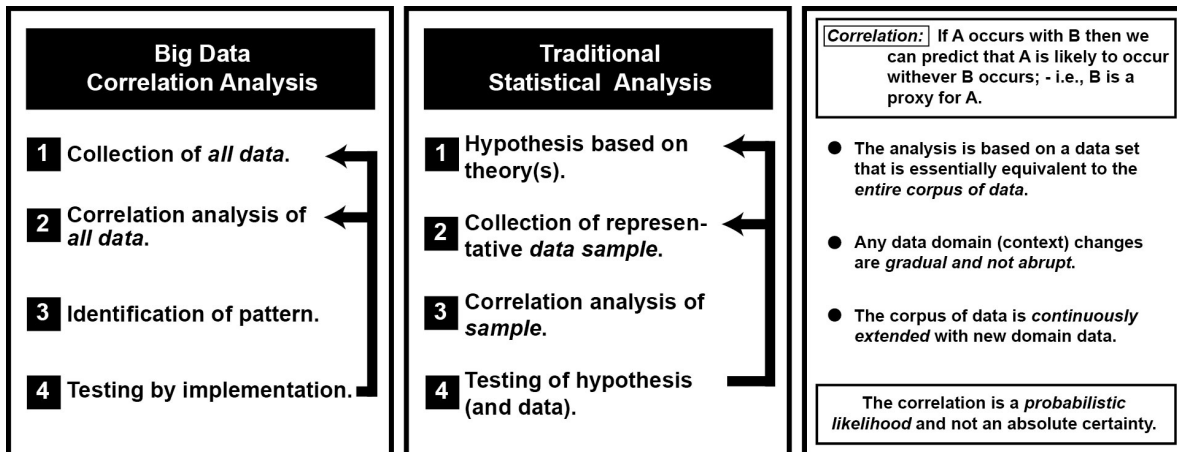 Big Data
Correlation Analysis
1 Collection of all data.
2 Correlation analysis of
all data.
3 Identification of pattern.
4 Testing by implementation.
Traditional
Statistical Analysis
1 Hypothesis based on
theory(s).
2 Collection of represen-
tative data sample.
3 Correlation analysis of
sample.
4 Testing of hypothesis
(and data).
Correlation: If A occurs with B then we
can predict that A is likely to occur
withever B occurs; - i.e., B is a
proxy for A.
● The analysis is based on a data set
that is essentially equivalent to the
entire corpus of data.
● Any data domain (context) changes
are gradual and not abrupt.
● The corpus of data is continuously
extended with new domain data.
The correlation is a probabilistic
likelihood and not an absolute certainty.